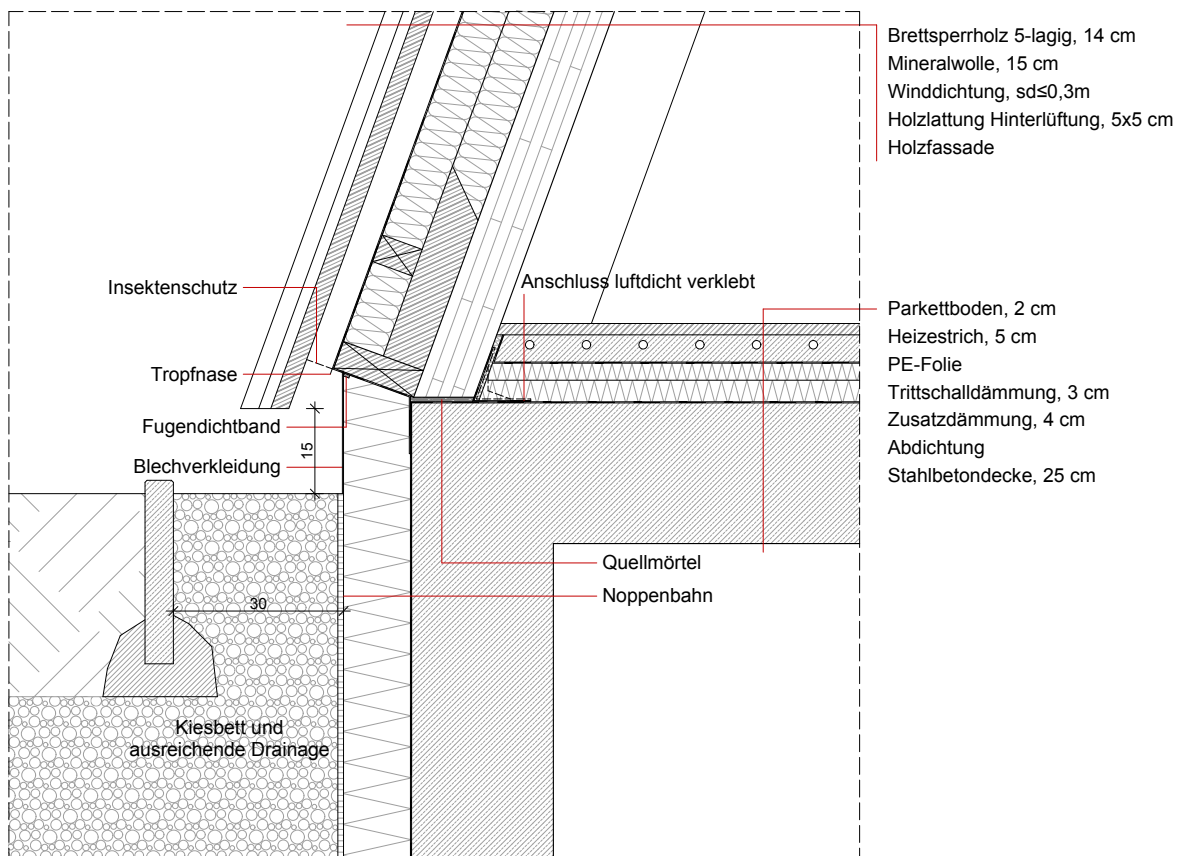 Brettsperrholz 5-lagig, 14 cm
Mineralwolle, 15 cm
Winddichtung, sd≤0,3m
Holzlattung Hinterlüftung, 5x5 cm
Holzfassade
Insektenschutz
Tropfnase
Fugendichtband
Blechverkleidung
15
Anschluss luftdicht verklebt
Parkettboden, 2 cm
Heizestrich, 5 cm
PE-Folie
Trittschalldämmung, 3 cm
Zusatzdämmung, 4 cm
Abdichtung
Stahlbetondecke, 25 cm
Quellmörtel
Noppenbahn
30
Kiesbett und
ausreichende Drainage